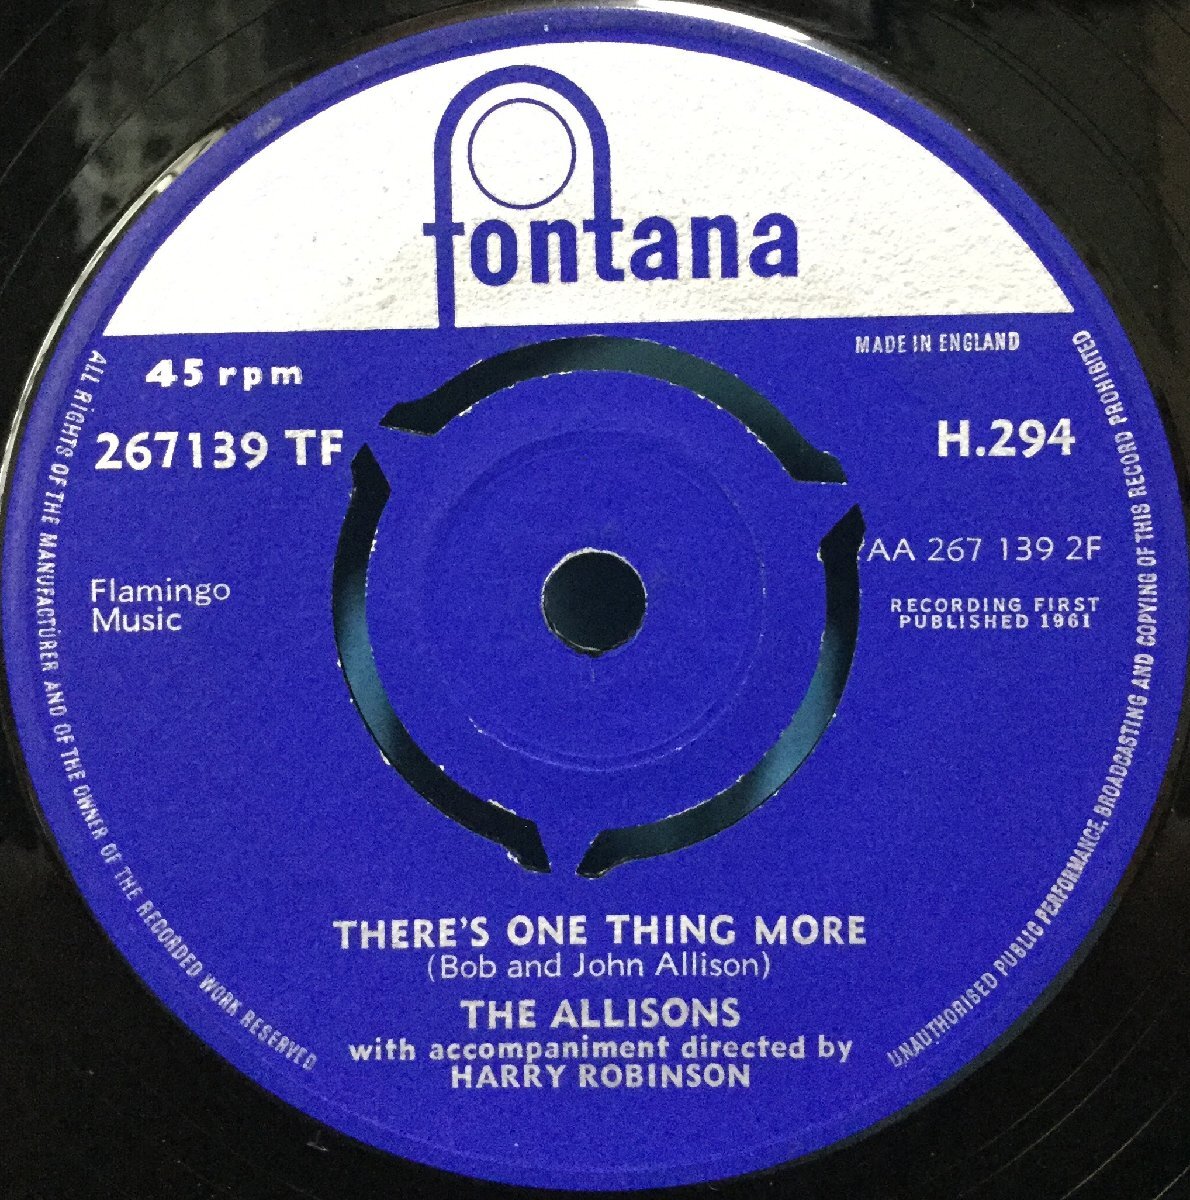 fontana
45 rpm
MADE IN ENGLAND
267139 TF
H.294
AA 267 139 2F
Flamingo
Music
RECORDING FIRST
PUBLISHED 1961
THERE'S ONE THING MORE
(Bob and John Allison)
THE ALLISONS
with accompaniment directed by
HARRY ROBINSON
ALL RIGHTS OF THE MANUFACTURER AND OF THE OWNER OF THE RECORDED WORK RESERVED
UNAUTHORISED PUBLIC PERFORMANCE, BROADCASTING AND COPYING OF THIS RECORD PROHIBITED